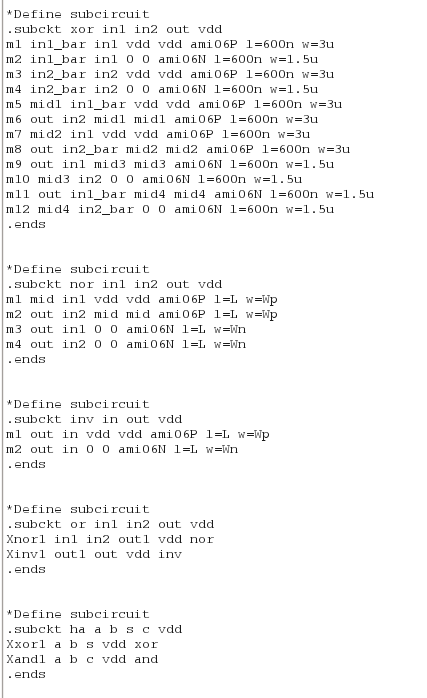 *Define subcircuit
.subckt xor in1 in2 out vdd
m1 in1_bar in1 vdd vdd ami06P l=600n w=3u
m2 in1_bar in1 0 0 ami06N l=600n w=1.5u
m3 in2_bar in2 vdd vdd ami06P l=600n w=3u
m4 in2_bar in2 0 0 ami06N l=600n w=1.5u
m5 mid1 in1_bar vdd vdd ami06P l=600n w=3u
m6 out in2 mid1 mid1 ami06P l=600n w=3u
m7 mid2 in1 vdd vdd ami06P l=600n w=3u
m8 out in2_bar mid2 mid2 ami06P l=600n w=3u
m9 out in1 mid3 mid3 ami06N l=600n w=1.5u
m10 mid3 in2 0 0 ami06N l=600n w=1.5u
m11 out in1_bar mid4 mid4 ami06N l=600n w=1.5u
m12 mid4 in2_bar 0 0 ami06N l=600n w=1.5u
.ends
*Define subcircuit
.subckt nor in1 in2 out vdd
m1 mid in1 vdd vdd ami06P l=L w=Wp
m2 out in2 mid mid ami06P l=L w=Wp
m3 out in1 0 0 ami06N l=L w=Wn
m4 out in2 0 0 ami06N l=L w=Wn
.ends
*Define subcircuit
.subckt inv in out vdd
m1 out in vdd vdd ami06P l=L w=Wp
m2 out in 0 0 ami06N l=L w=Wn
.ends
*Define subcircuit
.subckt or in1 in2 out vdd
Xnor1 in1 in2 out1 vdd nor
Xinv1 out1 out vdd inv
.ends
*Define subcircuit
.subckt ha a b s c vdd
Xxor1 a b s vdd xor
Xand1 a b c vdd and
.ends